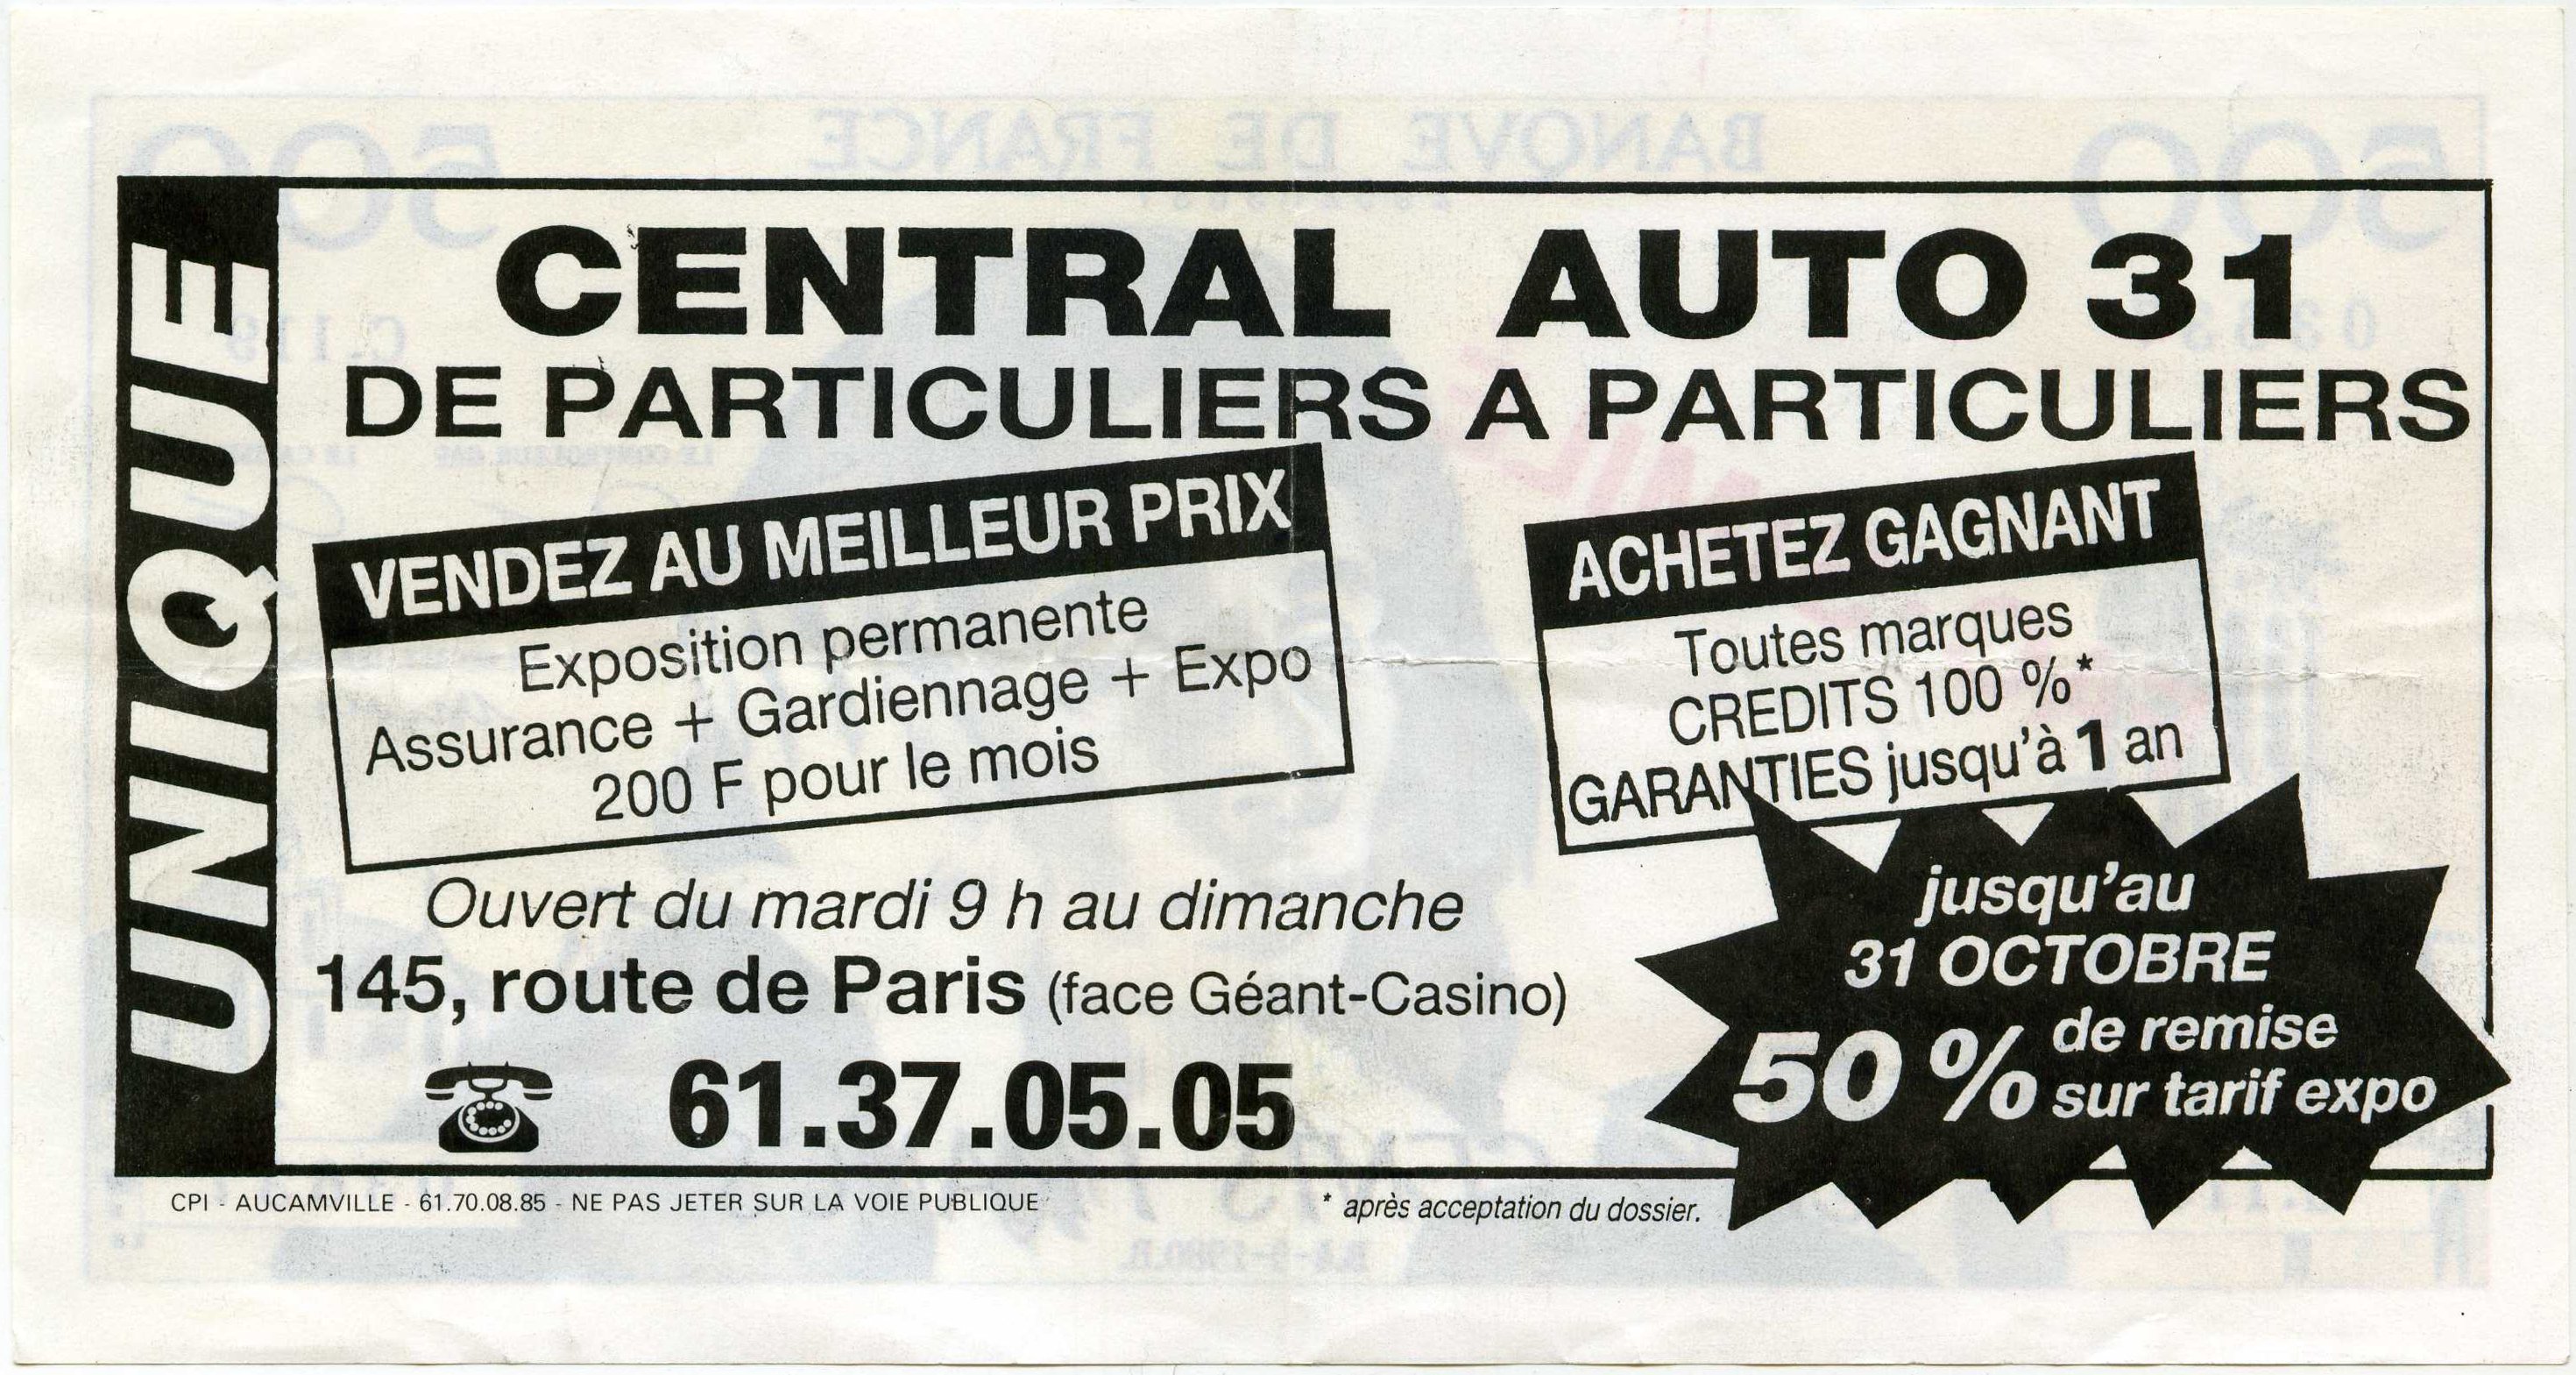 UNIQUE
CENTRAL AUTO 31
DE PARTICULIERS A PARTICULIERS
VENDEZ AU MEILLEUR PRIX
Exposition permanente
Assurance + Gardiennage + Expo
200 F pour le mois
ACHETEZ GAGNANT
Toutes marques
CREDITS 100 %*
GARANTIES jusqu'à 1 an
Ouvert du mardi 9 h au dimanche
145, route de Paris (face Géant-Casino)
61.37.05.05
jusqu'au
31 OCTOBRE
50 % de remise
sur tarif expo
CPI - AUCAMVILLE - 61.70.08.85 - NE PAS JETER SUR LA VOIE PUBLIQUE
* après acceptation du dossier.
BANQVE DE FRANCE
500
500